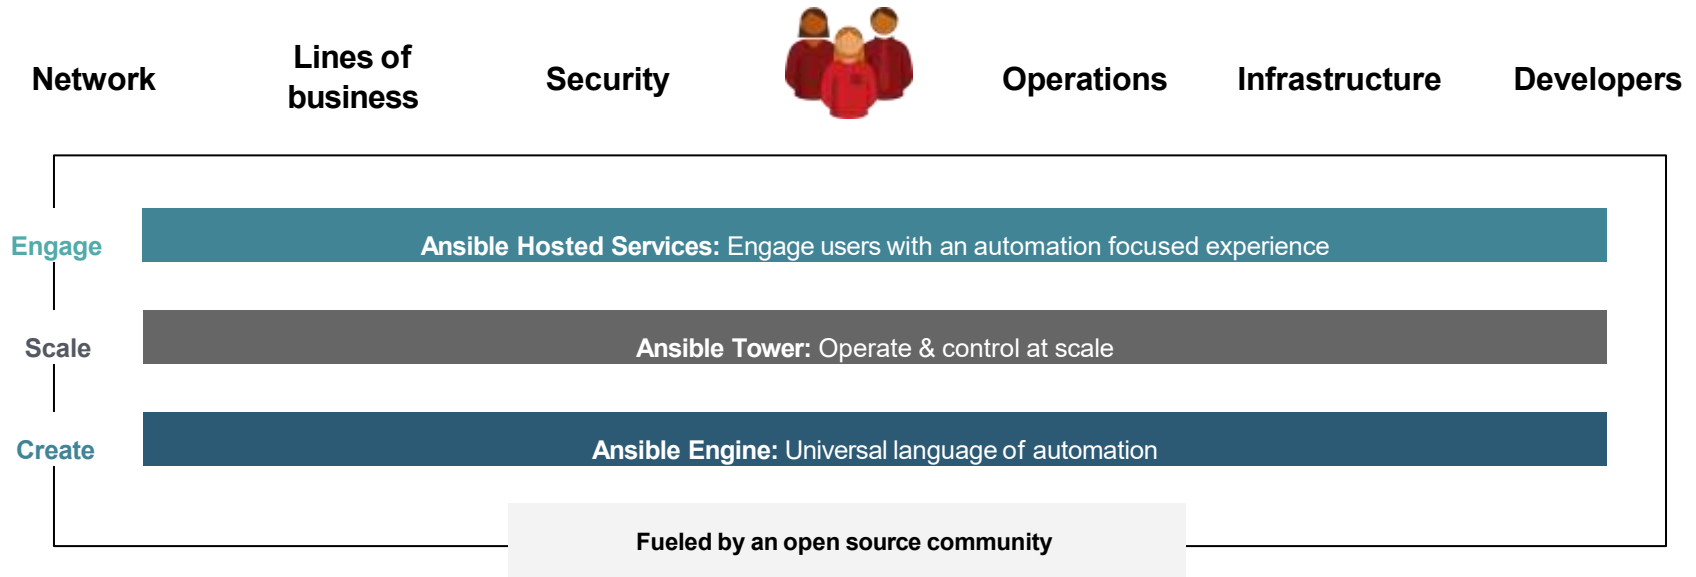 Network
Lines of
business
Security
Operations
Infrastructure
Developers
Engage
Ansible Hosted Services: Engage users with an automation focused experience
Scale
Ansible Tower: Operate & control at scale
Create
Ansible Engine: Universal language of automation
Fueled by an open source community